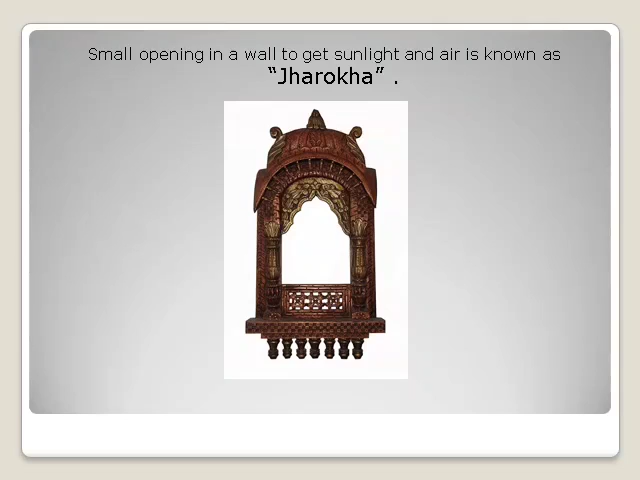 Small opening in a wall to get sunlight and air is known as
“Jharokha” .